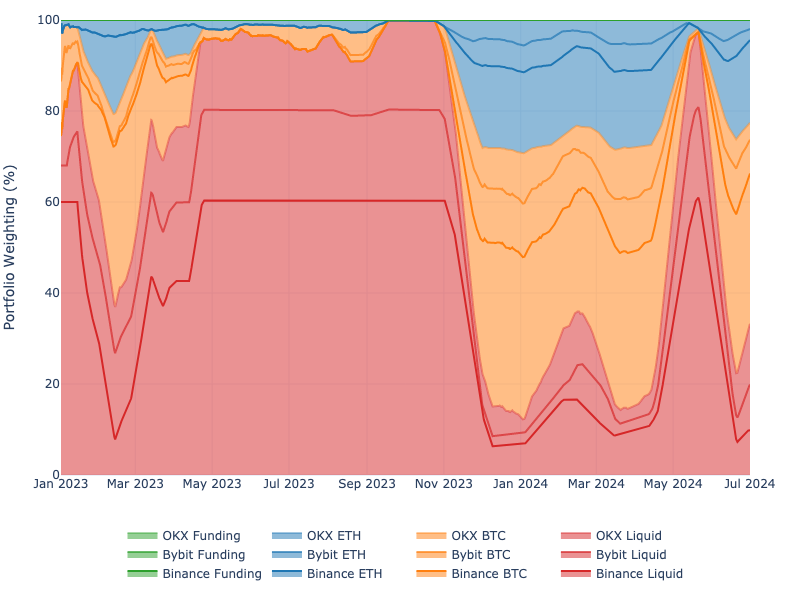 Portfolio Weighting (%)
100
80
60
40
20
0
Jan 2023 Mar 2023 May 2023 Jul 2023 Sep 2023 Nov 2023 Jan 2024 Mar 2024 May 2024 Jul 2024
OKX Funding OKX ETH OKX BTC OKX Liquid
Bybit Funding Bybit ETH Bybit BTC Bybit Liquid
Binance Funding Binance ETH Binance BTC Binance Liquid